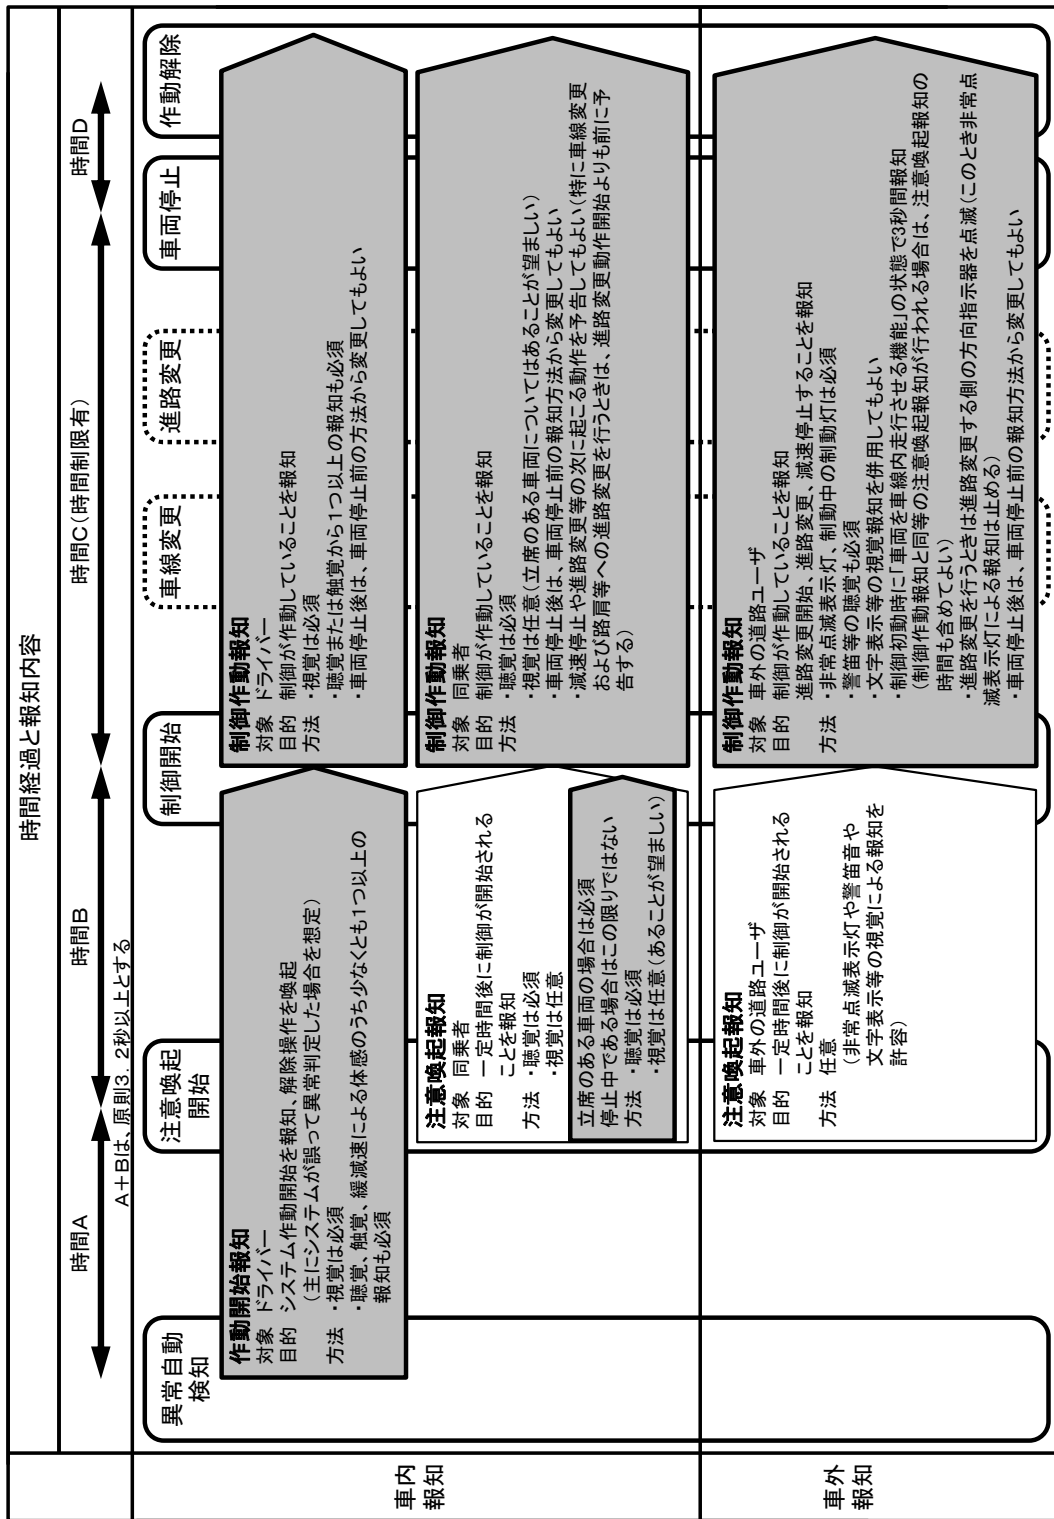 時間経過と報知内容
時間A
時間B
時間C(時間制限有)
時間D
A+Bは、原則3.2秒以上とする
異常自動
検知
注意喚起
開始
制御開始
車線変更
進路変更
車両停止
作動解除
車内
報知
作動開始報知
対象 ドライバー
目的 システム作動開始を報知、解除操作を喚起
(主にシステムが誤って異常判定した場合を想定)
方法 ・視覚は必須
・聴覚、触覚、緩減速による体感のうち少なくとも1つ以上の
報知も必須
制御作動報知
対象 ドライバー
目的 制御が作動していることを報知
方法 ・視覚は必須
・聴覚または触覚から1つ以上の報知も必須
・車両停止後は、車両停止前の方法から変更してもよい
注意喚起報知
対象 同乗者
目的 一定時間後に制御が開始される
ことを報知
方法 ・聴覚は必須
・視覚は任意
立席のある車両の場合は必須
停止中である場合はこの限りではない
方法 ・聴覚は必須
・視覚は任意(あることが望ましい)
制御作動報知
対象 同乗者
目的 制御が作動していることを報知
方法 ・聴覚は必須
・視覚は任意(立席のある車両についてはあることが望ましい)
・車両停止後は、車両停止前の報知方法から変更してもよい
・減速停止や進路変更等の次に起こる動作を予告してもよい(特に車線変更
および路肩等への進路変更を行うときは、進路変更動作開始よりも前に予
告する)
車外
報知
注意喚起報知
対象 車外の道路ユーザ
目的 一定時間後に制御が開始される
ことを報知
方法 任意
(非常点滅表示灯や警笛音や
文字表示等の視覚による報知を
許容)
制御作動報知
対象 車外の道路ユーザ
目的 制御が作動していることを報知
進路変更開始、進路変更、減速停止することを報知
方法 ・非常点滅表示灯、制動中の制動灯は必須
・警笛等の聴覚も必須
・文字表示等の視覚報知を併用してもよい
・制御初動時に「車両を車線内走行させる機能」の状態で3秒間報知
(制御作動報知と同等の注意喚起報知が行われる場合は、注意喚起報知の
時間も含めてよい)
・進路変更を行うときは進路変更する側の方向指示器を点滅(このとき非常点
滅表示灯による報知は止める)
・車両停止後は、車両停止前の報知方法から変更してもよい